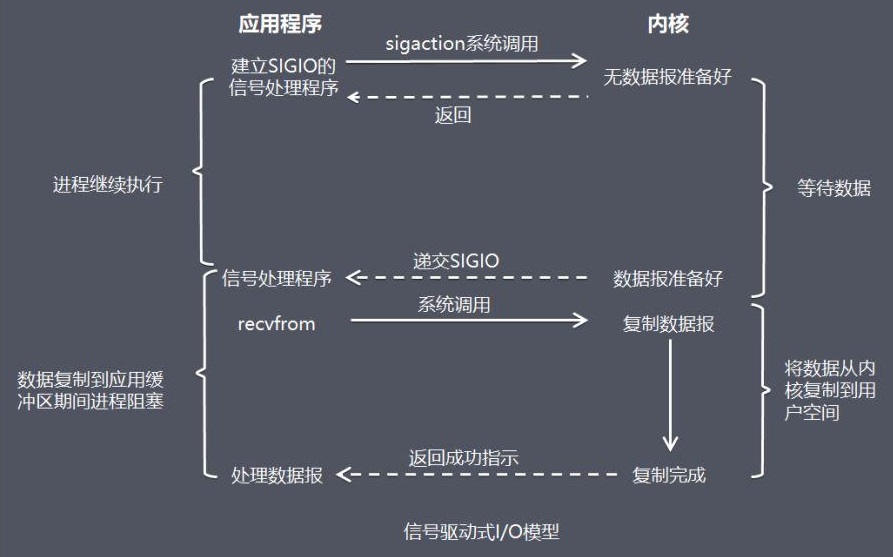 应用程序
内核
sigaction系统调用
建立SIGIO的
信号处理程序
无数据报准备好
返回
进程继续执行
等待数据
递交SIGIO
信号处理程序
数据报准备好
系统调用
recvfrom
复制数据报
数据复制到应用缓
冲区期间进程阻塞
将数据从内
核复制到用
户空间
返回成功指示
处理数据报
复制完成
信号驱动式I/O模型